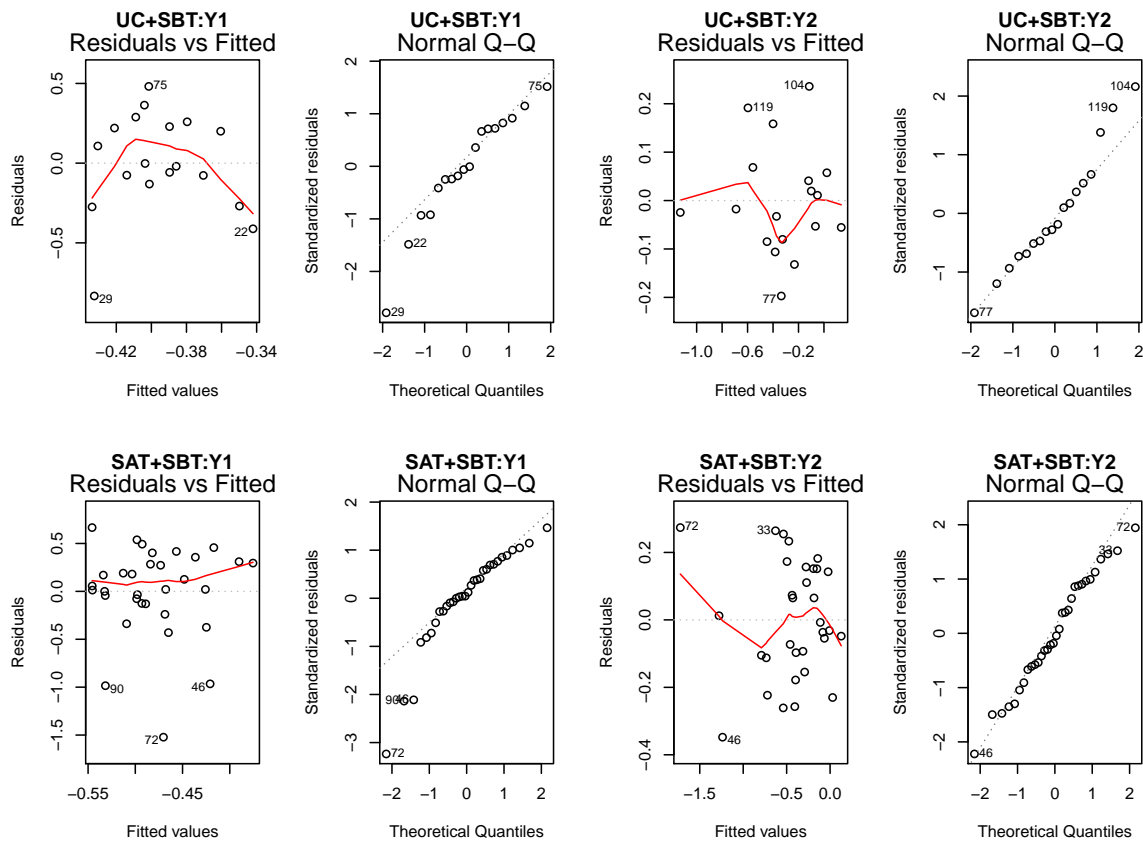 UC+SBT:Y1
Residuals vs Fitted
Residuals
0.5
0.0
−0.5
75
22
29
−0.42
−0.38
−0.34
Fitted values
UC+SBT:Y1
Normal Q−Q
Standardized residuals
2
1
0
−1
−2
75
22
29
−2
−1
0
1
2
Theoretical Quantiles
UC+SBT:Y2
Residuals vs Fitted
Residuals
0.2
0.1
0.0
−0.1
−0.2
104
119
77
−1.0
−0.6
−0.2
Fitted values
UC+SBT:Y2
Normal Q−Q
Standardized residuals
2
1
0
−1
104
119
77
−2
−1
0
1
2
Theoretical Quantiles
SAT+SBT:Y1
Residuals vs Fitted
Residuals
0.5
0.0
−0.5
−1.0
−1.5
90
46
72
−0.55
−0.45
Fitted values
SAT+SBT:Y1
Normal Q−Q
Standardized residuals
2
1
0
−1
−2
−3
90
46
72
−2
−1
0
1
2
Theoretical Quantiles
SAT+SBT:Y2
Residuals vs Fitted
Residuals
0.2
0.0
−0.2
−0.4
72
33
46
−1.5
−1.0
−0.5
0.0
Fitted values
SAT+SBT:Y2
Normal Q−Q
Standardized residuals
2
1
0
−1
−2
72
33
46
−2
−1
0
1
2
Theoretical Quantiles